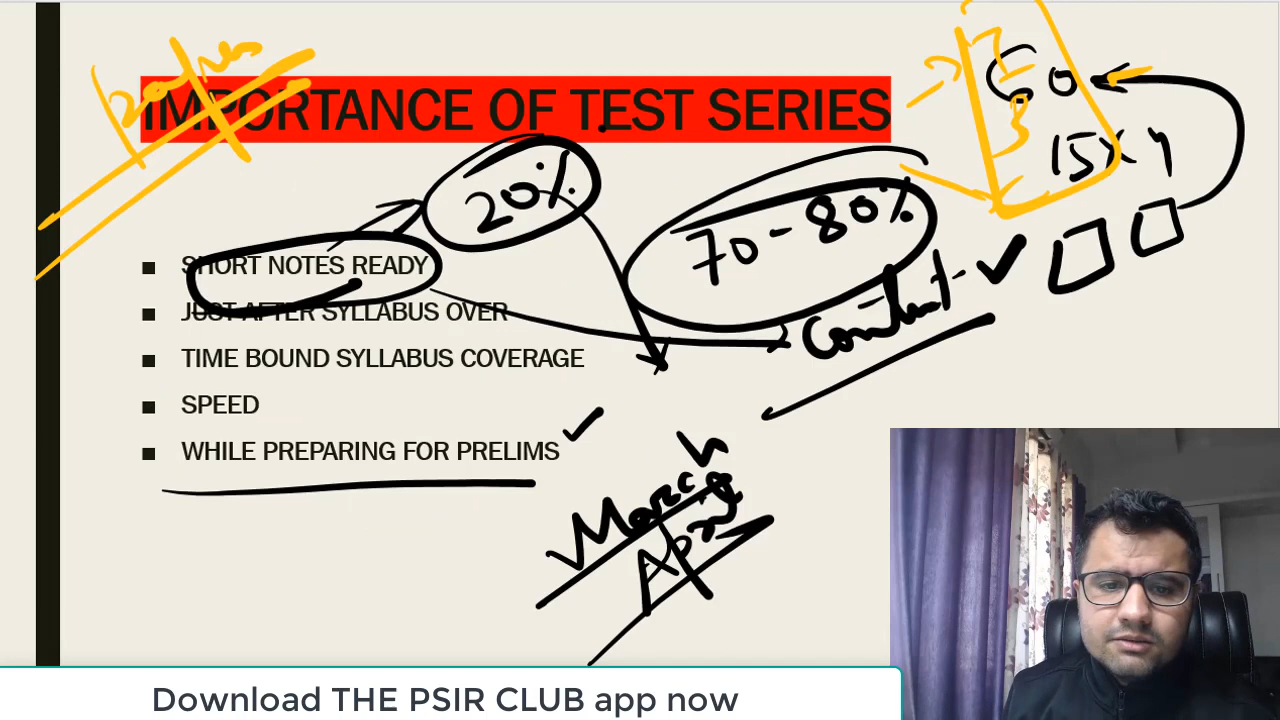 IMPORTANCE OF TEST SERIES
20%
70-80%
15x4
SHORT NOTES READY
JUST AFTER SYLLABUS OVER
TIME BOUND SYLLABUS COVERAGE
SPEED
WHILE PREPARING FOR PRELIMS
Content
March
April
Download THE PSIR CLUB app now